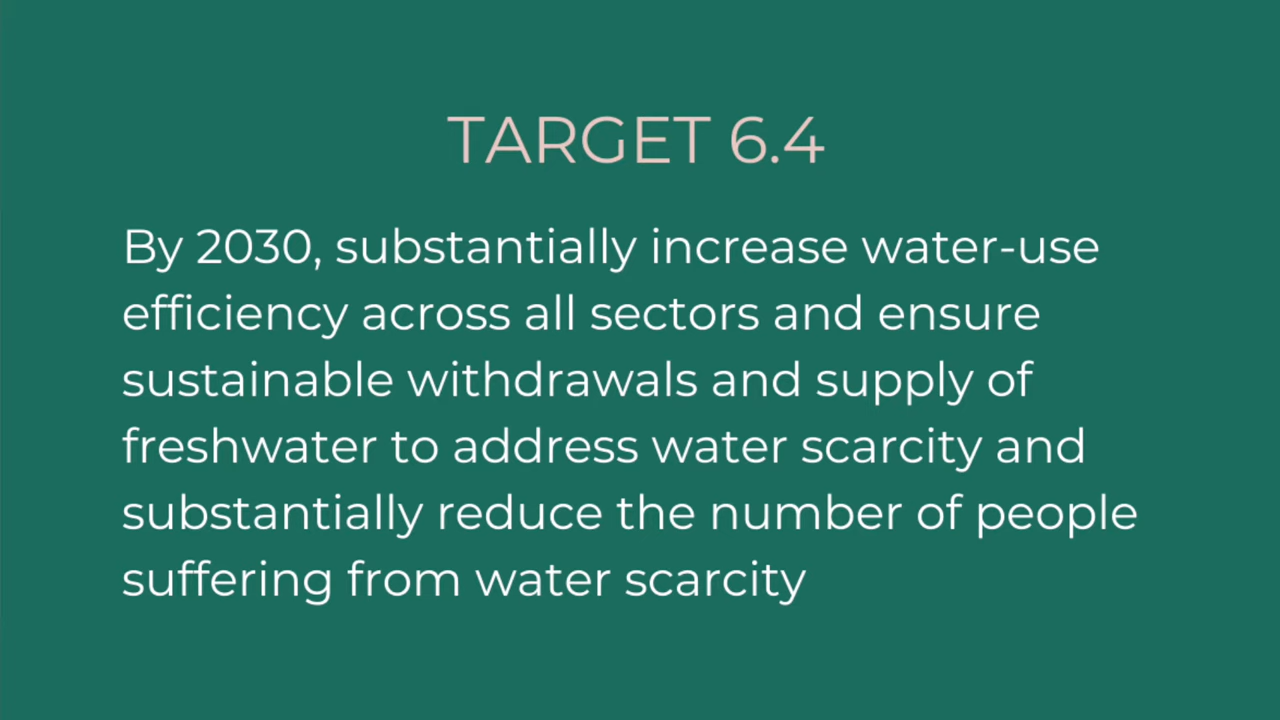 TARGET 6.4
By 2030, substantially increase water-use
efficiency across all sectors and ensure
sustainable withdrawals and supply of
freshwater to address water scarcity and
substantially reduce the number of people
suffering from water scarcity